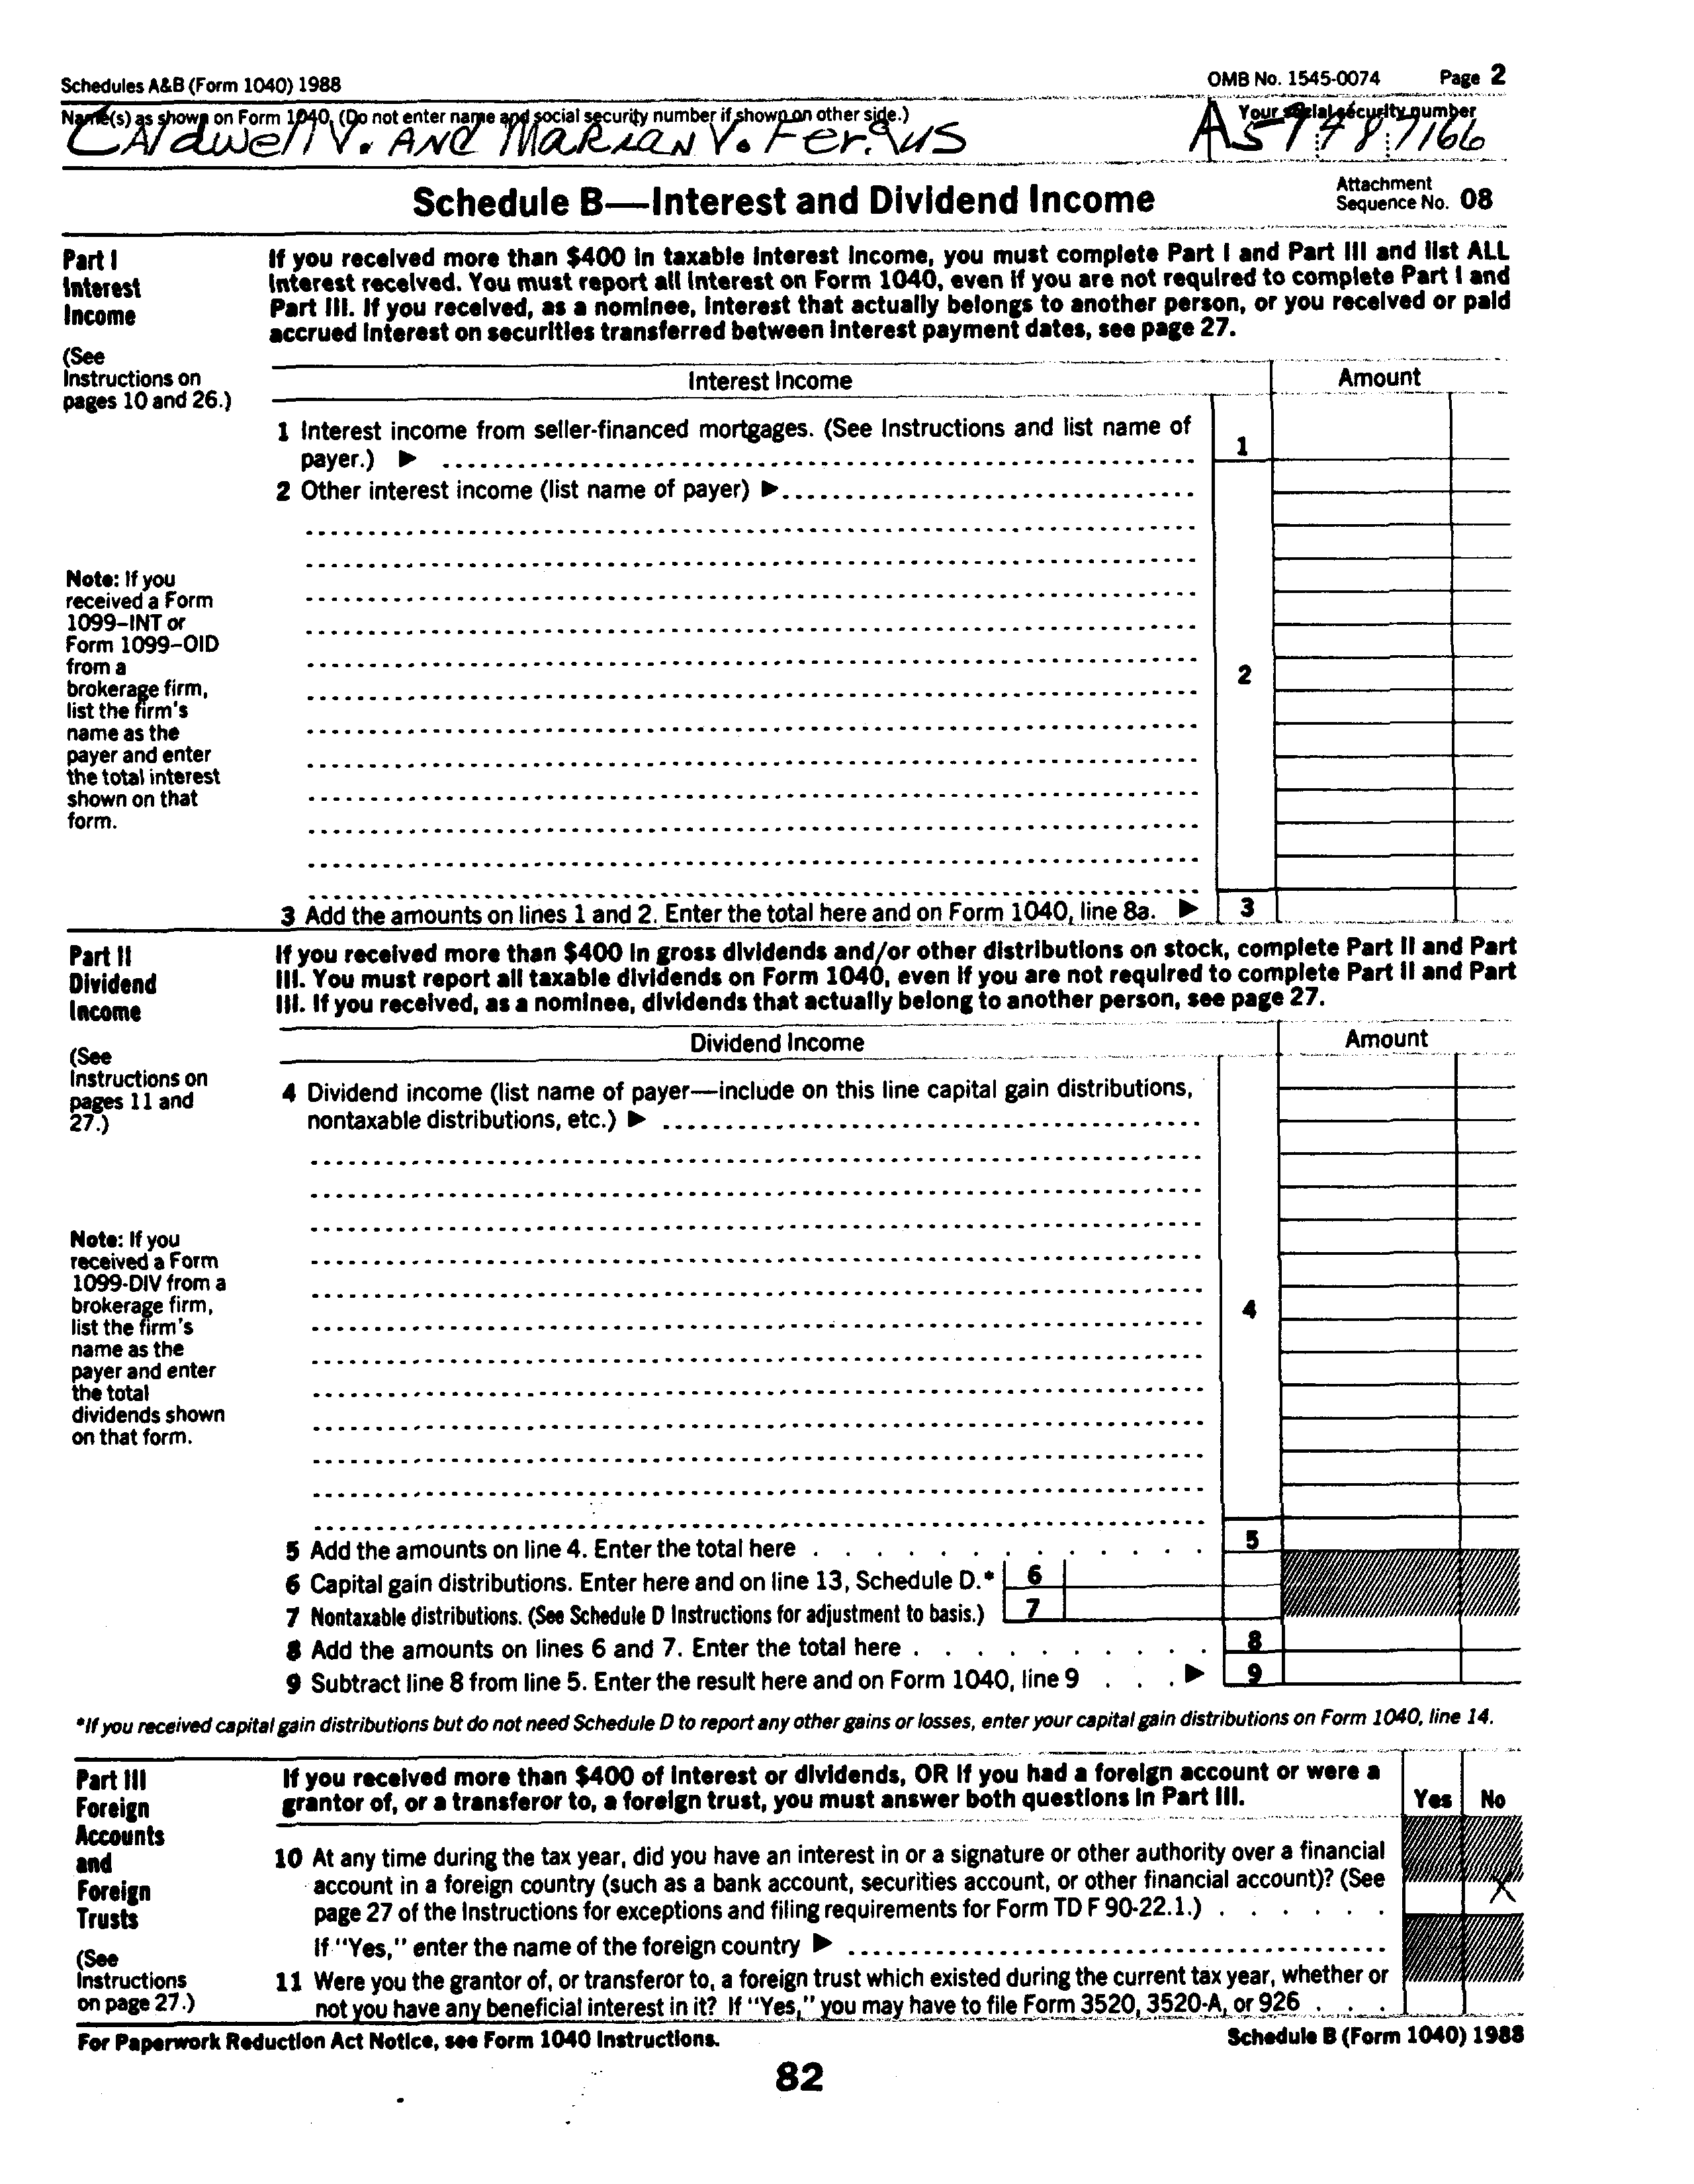 Schedules A&B (Form 1040) 1988 OMB No. 1545-0074 Page 2
Name(s) as shown on Form 1040. (Do not enter name and social security number if shown on other side.) Your social security number
CAldwell V. AND MARIAN V. Fergus
Schedule B—Interest and Dividend Income
Attachment
Sequence No. 08
Part I
Interest
Income
(See
Instructions on
pages 10 and 26.)
If you received more than $400 in taxable interest income, you must complete Part I and Part III and list ALL
interest received. You must report all interest on Form 1040, even if you are not required to complete Part I and
Part III. If you received, as a nominee, interest that actually belongs to another person, or you received or paid
accrued interest on securities transferred between interest payment dates, see page 27.
Interest Income Amount
1 Interest income from seller-financed mortgages. (See Instructions and list name of
payer.) ▶ 1
2 Other interest income (list name of payer) ▶
Note: If you
received a Form
1099–INT or
Form 1099–OID
from a
brokerage firm,
list the firm's
name as the
payer and enter
the total interest
shown on that
form.
2
3 Add the amounts on lines 1 and 2. Enter the total here and on Form 1040, line 8a. ▶ 3
Part II
Dividend
Income
(See
Instructions on
pages 11 and
27.)
If you received more than $400 in gross dividends and/or other distributions on stock, complete Part II and Part
III. You must report all taxable dividends on Form 1040, even if you are not required to complete Part II and Part
III. If you received, as a nominee, dividends that actually belong to another person, see page 27.
Dividend Income Amount
4 Dividend income (list name of payer—include on this line capital gain distributions,
nontaxable distributions, etc.) ▶
Note: If you
received a Form
1099-DIV from a
brokerage firm,
list the firm's
name as the
payer and enter
the total
dividends shown
on that form.
4
5 Add the amounts on line 4. Enter the total here . . . . . . . . . . . . . 5
6 Capital gain distributions. Enter here and on line 13, Schedule D.* 6
7 Nontaxable distributions. (See Schedule D Instructions for adjustment to basis.) 7
8 Add the amounts on lines 6 and 7. Enter the total here . . . . . . . . . . 8
9 Subtract line 8 from line 5. Enter the result here and on Form 1040, line 9 . . . ▶ 9
*If you received capital gain distributions but do not need Schedule D to report any other gains or losses, enter your capital gain distributions on Form 1040, line 14.
Part III
Foreign
Accounts
and
Foreign
Trusts
(See
Instructions
on page 27.)
If you received more than $400 of interest or dividends, OR if you had a foreign account or were a
grantor of, or a transferor to, a foreign trust, you must answer both questions in Part III. Yes No
10 At any time during the tax year, did you have an interest in or a signature or other authority over a financial
account in a foreign country (such as a bank account, securities account, or other financial account)? (See
page 27 of the Instructions for exceptions and filing requirements for Form TD F 90-22.1.) . . . . . . X
If "Yes," enter the name of the foreign country ▶
11 Were you the grantor of, or transferor to, a foreign trust which existed during the current tax year, whether or
not you have any beneficial interest in it? If "Yes," you may have to file Form 3520, 3520-A, or 926 . . .
For Paperwork Reduction Act Notice, see Form 1040 Instructions. Schedule B (Form 1040) 1988
82